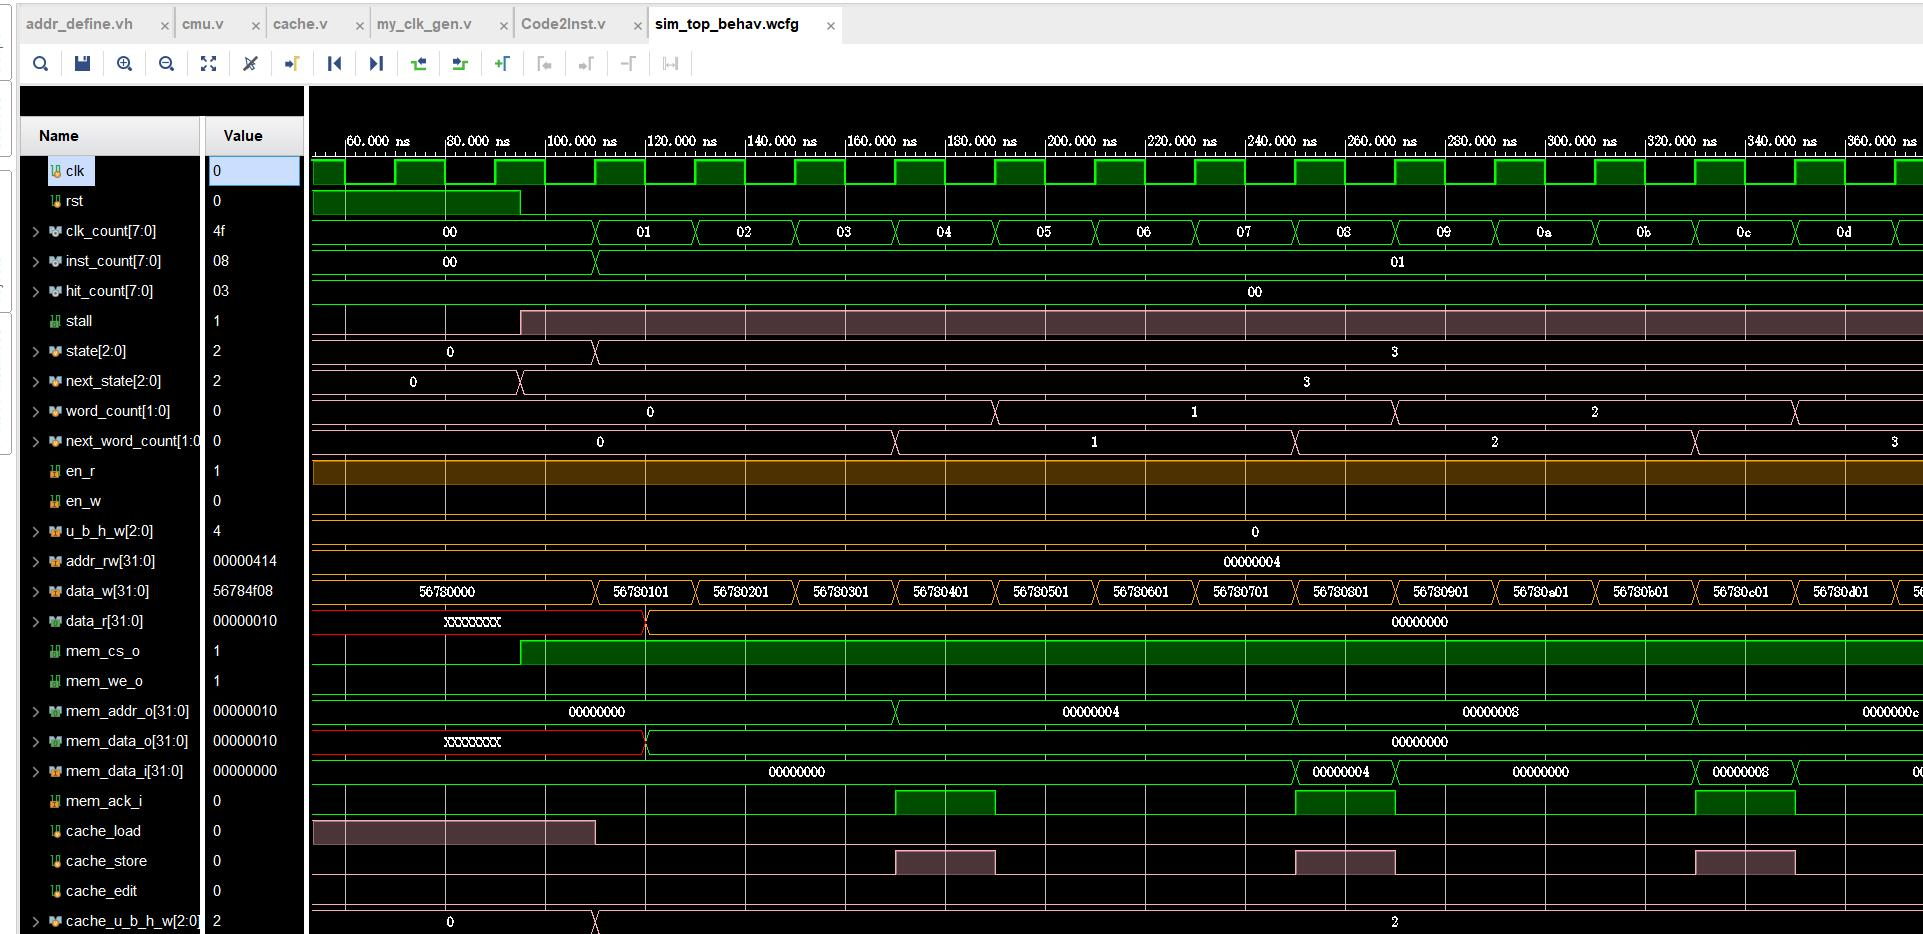 addr_define.vh × cmu.v × cache.v × my_clk_gen.v × Code2Inst.v × sim_top_behav.wcfg ×
60.000 ns 80.000 ns 100.000 ns 120.000 ns 140.000 ns 160.000 ns 180.000 ns 200.000 ns 220.000 ns 240.000 ns 260.000 ns 280.000 ns 300.000 ns 320.000 ns 340.000 ns 360.000 ns
Name Value
clk 0
rst 0
clk_count[7:0] 4f 00 01 02 03 04 05 06 07 08 09 0a 0b 0c 0d
inst_count[7:0] 08 00 01
hit_count[7:0] 03 00
stall 1
state[2:0] 2 0 3
next_state[2:0] 2 0 3
word_count[1:0] 0 0 1 2
next_word_count[1:0 0 0 1 2 3
en_r 1
en_w 0
u_b_h_w[2:0] 4 0
addr_rw[31:0] 00000414 00000004
data_w[31:0] 56784f08 56780000 56780101 56780201 56780301 56780401 56780501 56780601 56780701 56780801 56780901 56780a01 56780b01 56780c01 56780d01 56
data_r[31:0] 00000010 XXXXXXXX 00000000
mem_cs_o 1
mem_we_o 1
mem_addr_o[31:0] 00000010 00000000 00000004 00000008 0000000c
mem_data_o[31:0] 00000010 XXXXXXXX 00000000
mem_data_i[31:0] 00000000 00000000 00000004 00000000 00000008 00
mem_ack_i 0
cache_load 0
cache_store 0
cache_edit 0
cache_u_b_h_w[2:0] 2 0 2